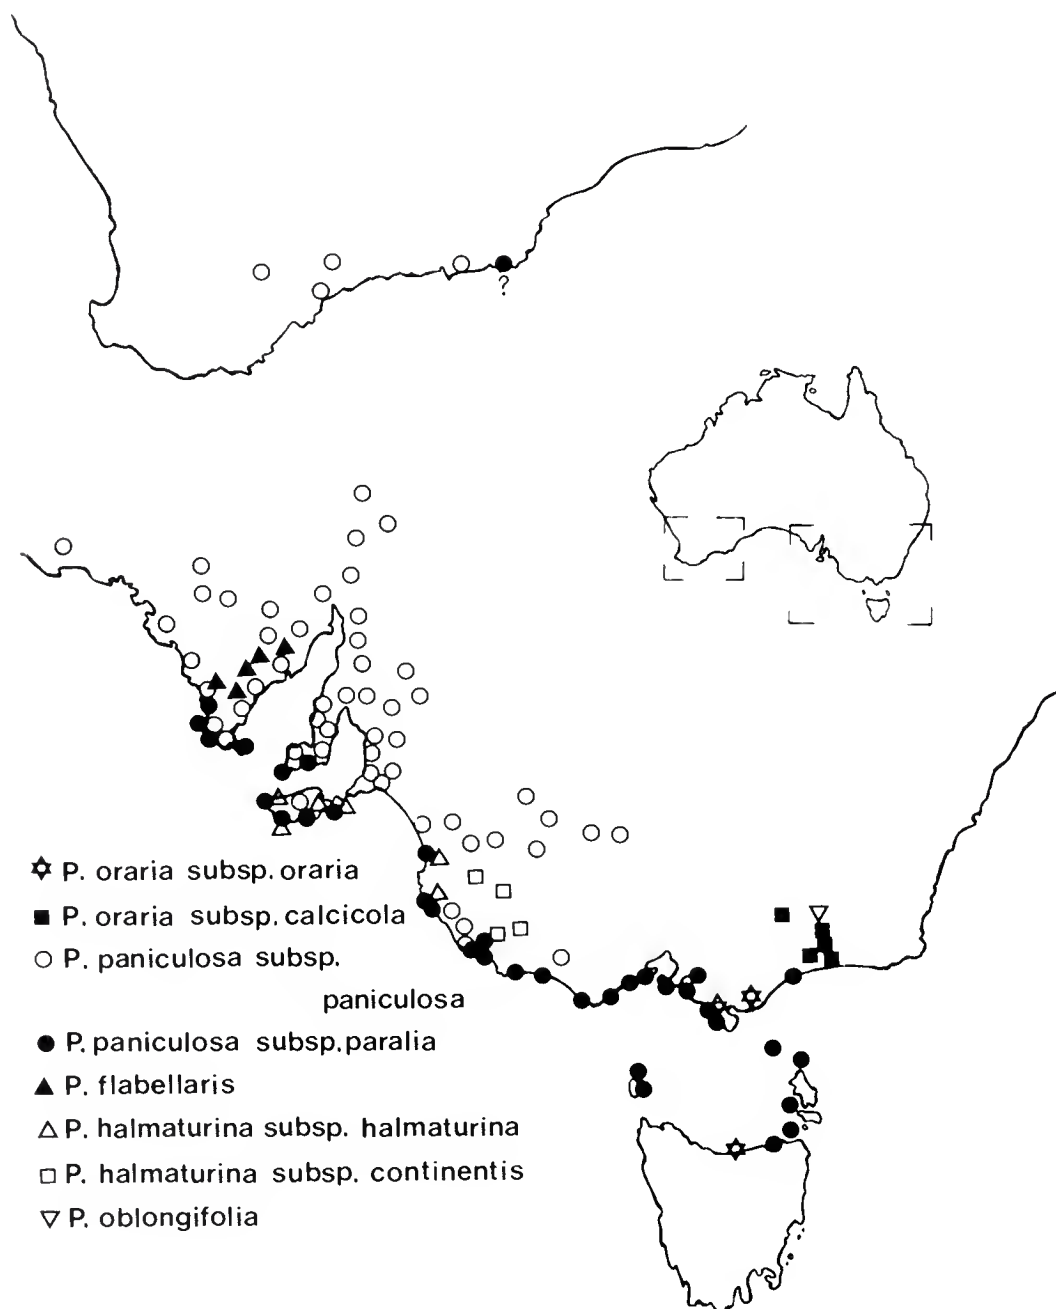 ?
P. oraria subsp. oraria
P. oraria subsp. calcicola
P. paniculosa subsp.
paniculosa
P. paniculosa subsp. paralia
P. flabellaris
P. halmaturina subsp. halmaturina
P. halmaturina subsp. continentis
P. oblongifolia